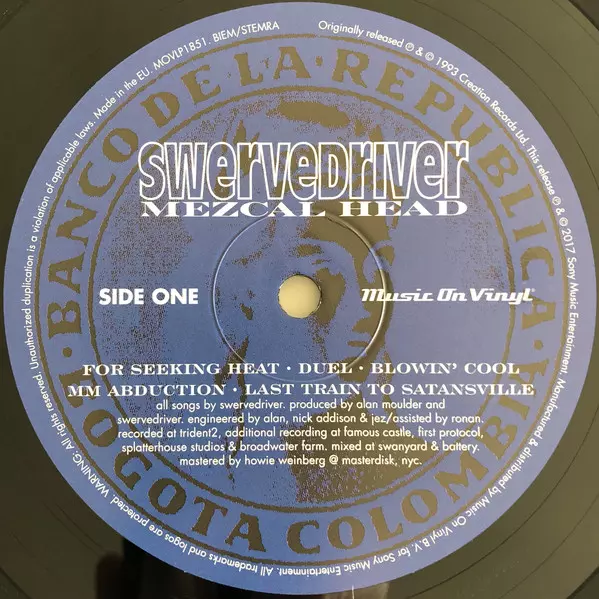 swervedriver
MEZCAL HEAD
SIDE ONE
Music On Vinyl®
FOR SEEKING HEAT · DUEL · BLOWIN' COOL
MM ABDUCTION · LAST TRAIN TO SATANSVILLE
all songs by swervedriver. produced by alan moulder and
swervedriver. engineered by alan, nick addison & jez/assisted by ronan.
recorded at trident2, additional recording at famous castle, first protocol,
splatterhouse studios & broadwater farm. mixed at swanyard & battery.
mastered by howie weinberg @ masterdisk, nyc.
BANCO DE·LA·REPUBLICA·
·BOGOTA COLOMBIA
Originally released ℗ & © 1993 Creation Records Ltd. This release ℗ & © 2017 Sony Music Entertainment. Manufactured & distributed by Music On Vinyl B.V. for Sony Music Entertainment. All trademarks and logos are protected. WARNING: All rights reserved. Unauthorized duplication is a violation of applicable laws. Made in the EU. MOVLP1851. BIEM/STEMRA